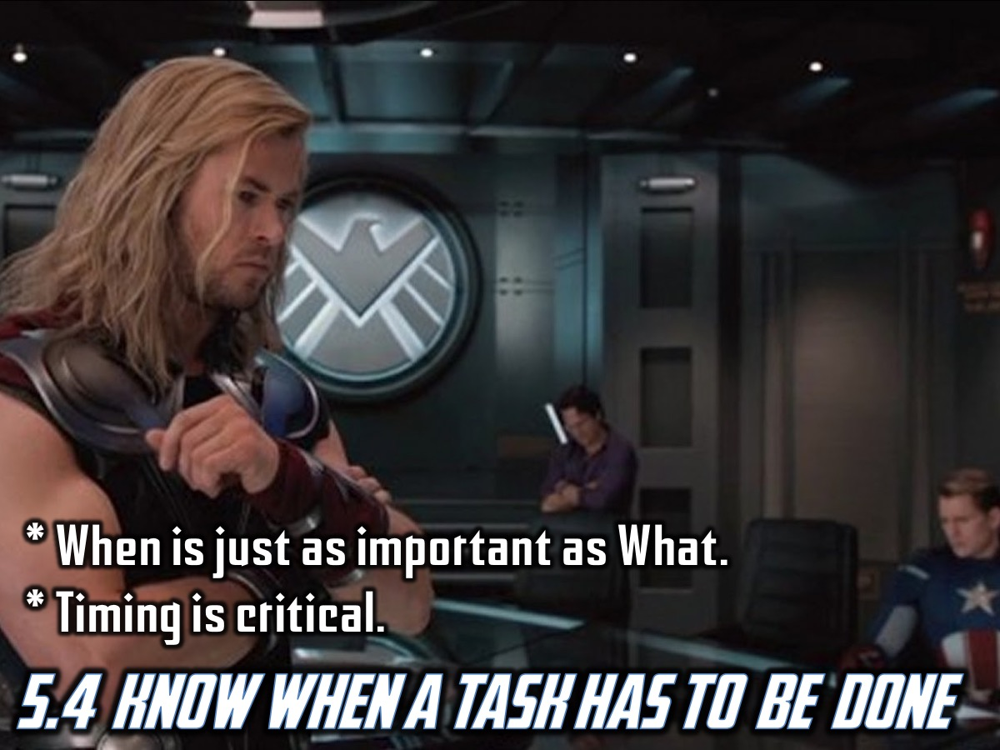 * When is just as important as What.
* Timing is critical.
5.4 KNOW WHEN A TASK HAS TO BE DONE